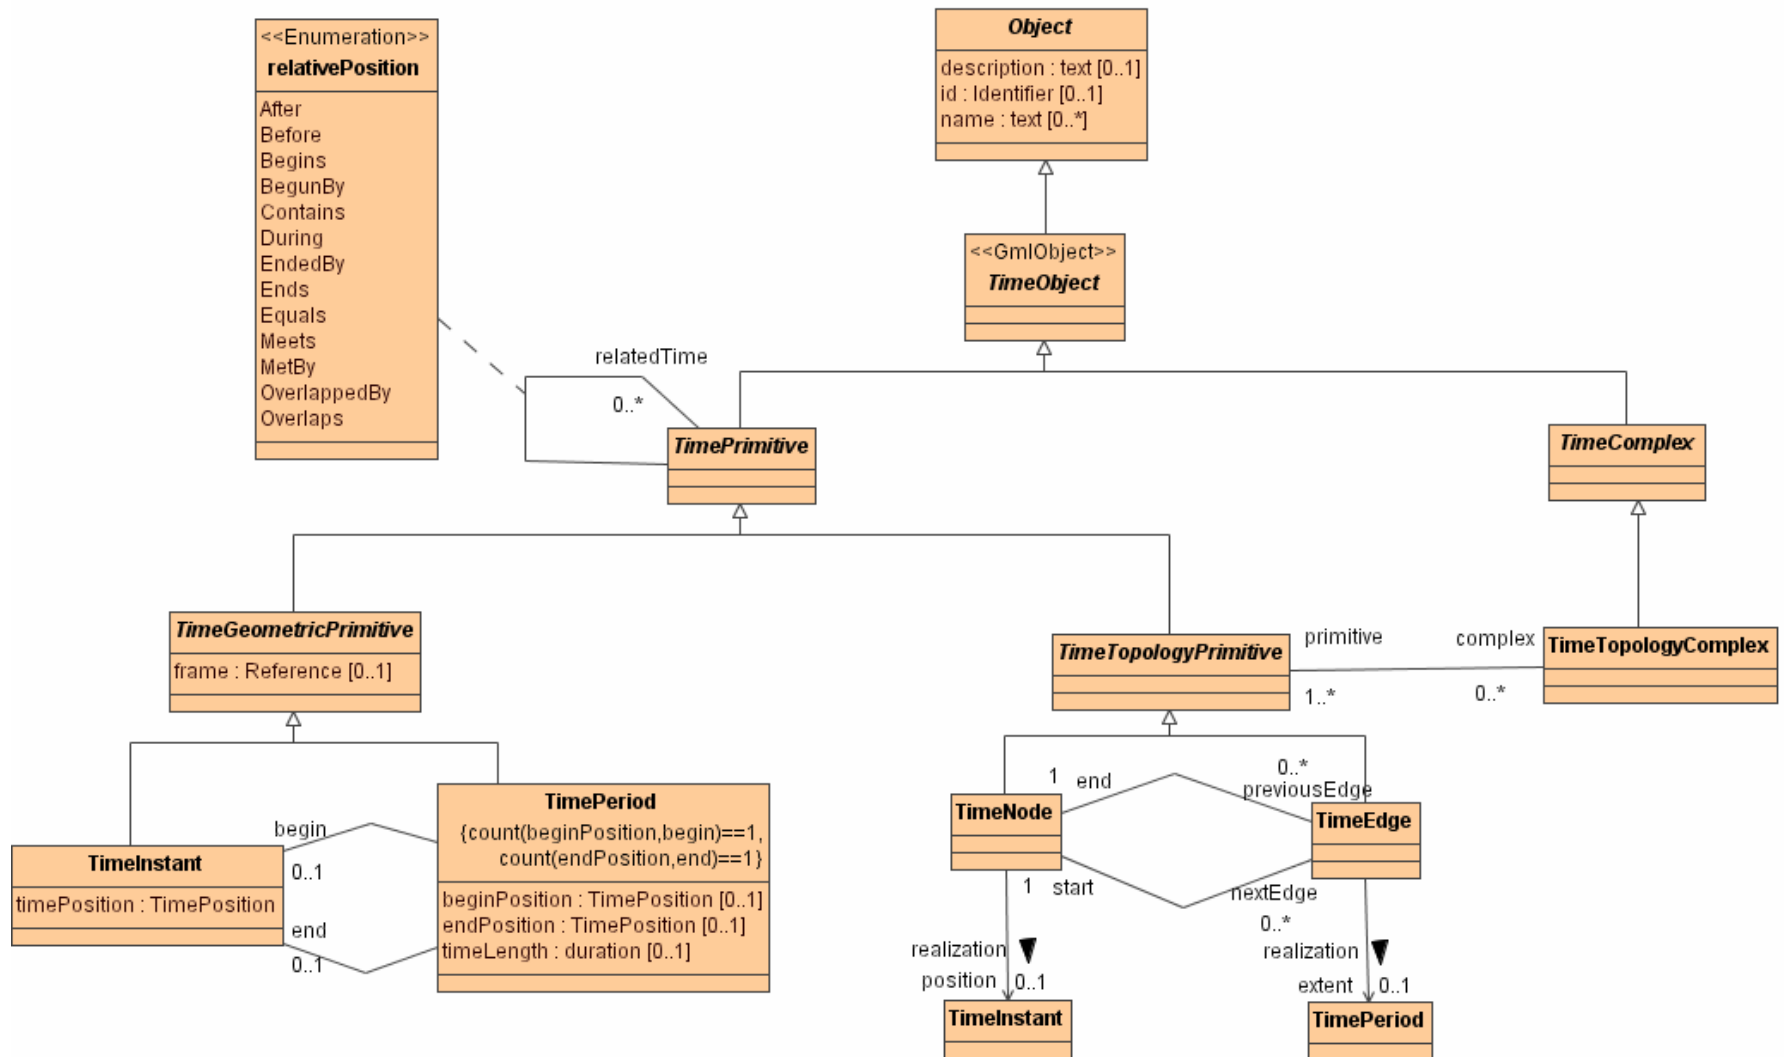 <<Enumeration>>
relativePosition
After
Before
Begins
BegunBy
Contains
During
EndedBy
Ends
Equals
Meets
MetBy
OverlappedBy
Overlaps
Object
description : text [0..1]
id : Identifier [0..1]
name : text [0..*]
<<GmlObject>>
TimeObject
relatedTime
0..*
TimePrimitive
TimeComplex
TimeGeometricPrimitive
frame : Reference [0..1]
TimeTopologyPrimitive
primitive
1..*
complex
0..*
TimeTopologyComplex
TimeInstant
timePosition : TimePosition
begin
0..1
end
0..1
TimePeriod
{count(beginPosition,begin)==1,
count(endPosition,end)==1}
beginPosition : TimePosition [0..1]
endPosition : TimePosition [0..1]
timeLength : duration [0..1]
TimeNode
1 end
0..*
previousEdge
TimeEdge
1 start
nextEdge
0..*
realization
position 0..1
TimeInstant
realization
extent 0..1
TimePeriod